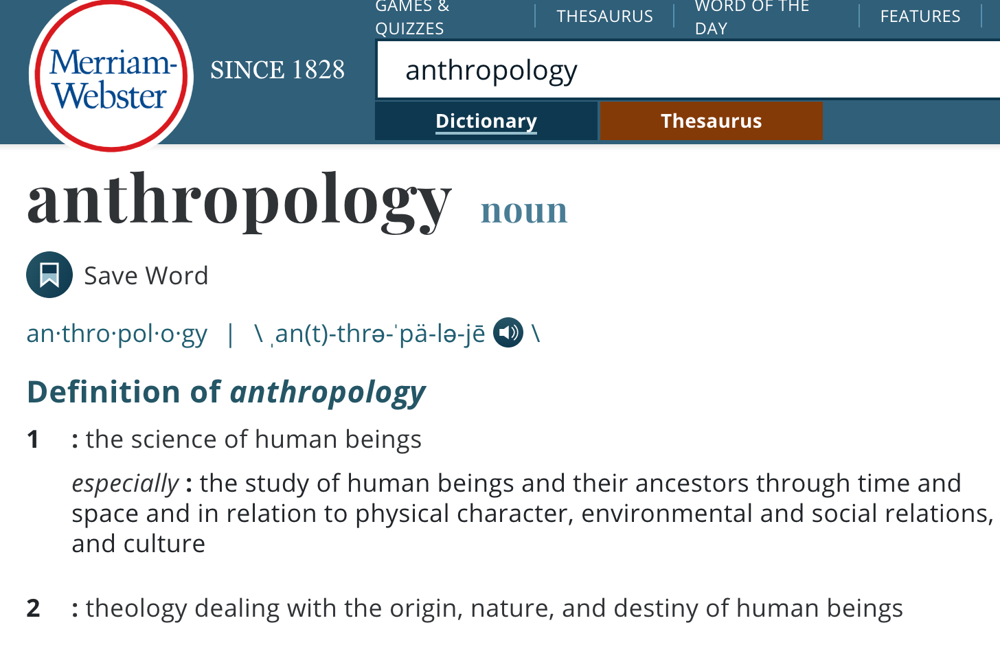 GAMES &
QUIZZES
THESAURUS
WORD OF THE
DAY
FEATURES
Merriam-
Webster
SINCE 1828
anthropology
Dictionary
Thesaurus
anthropology noun
Save Word
an·thro·pol·o·gy | \ ˌan(t)-thrə-ˈpä-lə-jē \
Definition of anthropology
1 : the science of human beings
especially : the study of human beings and their ancestors through time and
space and in relation to physical character, environmental and social relations,
and culture
2 : theology dealing with the origin, nature, and destiny of human beings